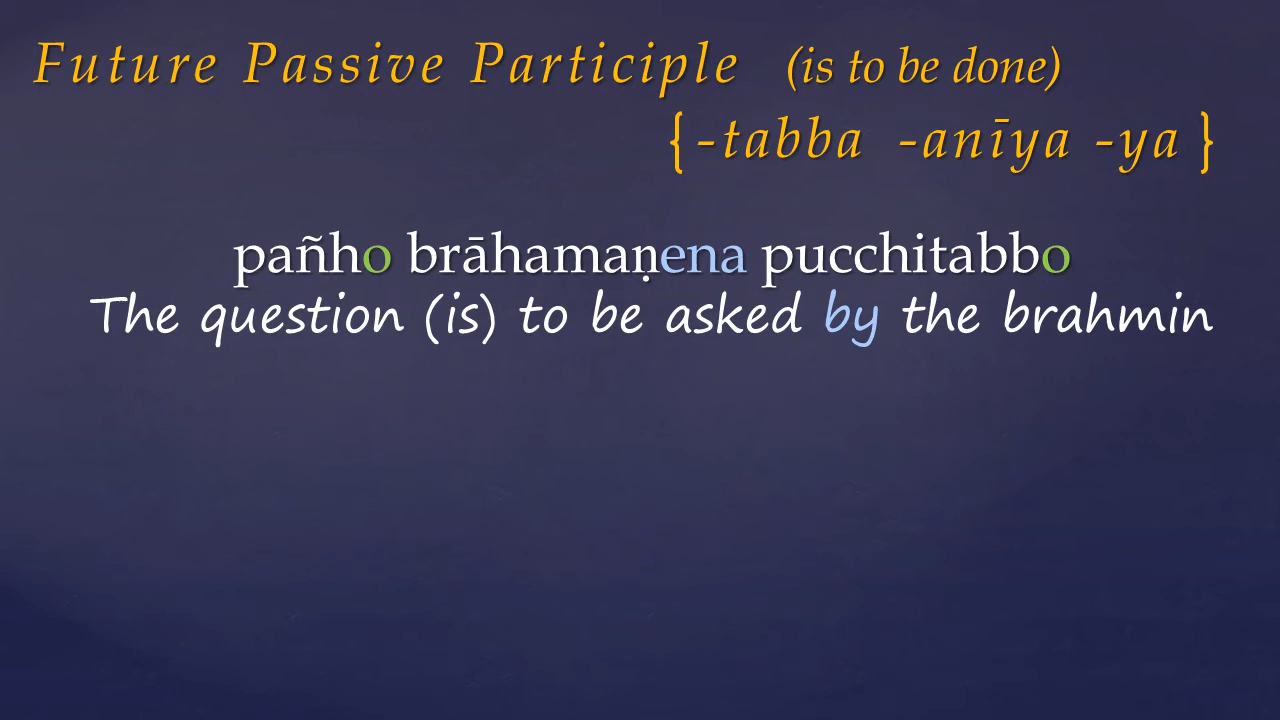 Future Passive Participle (is to be done)
{ -tabba -anīya -ya }
pañho brāhamaṇena pucchitabbo
The question (is) to be asked by the brahmin